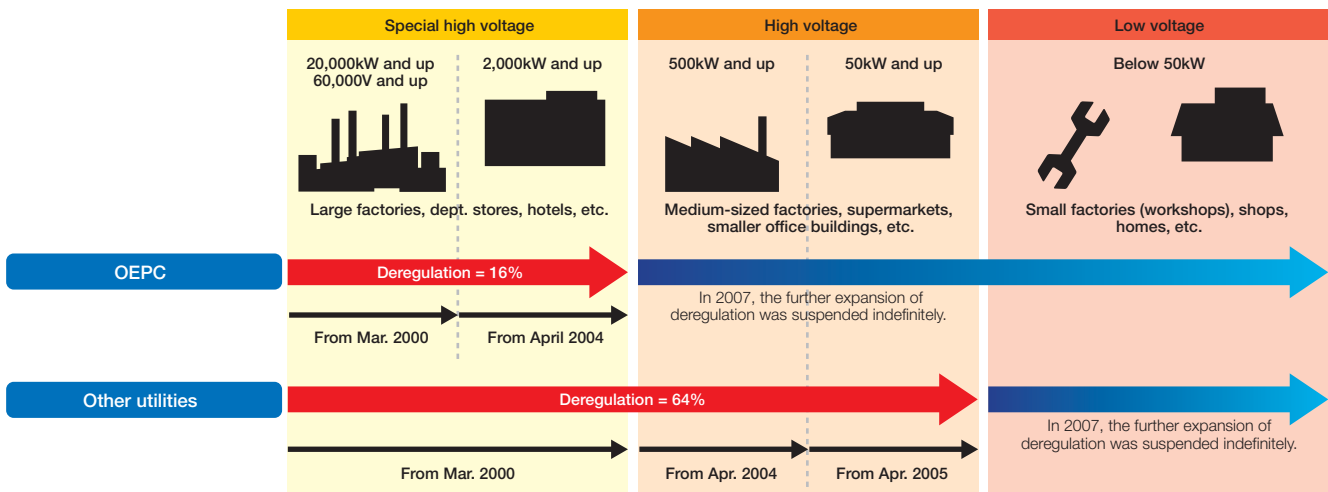 Special high voltage
High voltage
Low voltage
20,000kW and up
60,000V and up
2,000kW and up
500kW and up
50kW and up
Below 50kW
Large factories, dept. stores, hotels, etc.
Medium-sized factories, supermarkets,
smaller office buildings, etc.
Small factories (workshops), shops,
homes, etc.
OEPC
Deregulation = 16%
In 2007, the further expansion of
deregulation was suspended indefinitely.
From Mar. 2000
From April 2004
Other utilities
Deregulation = 64%
In 2007, the further expansion of
deregulation was suspended indefinitely.
From Mar. 2000
From Apr. 2004
From Apr. 2005